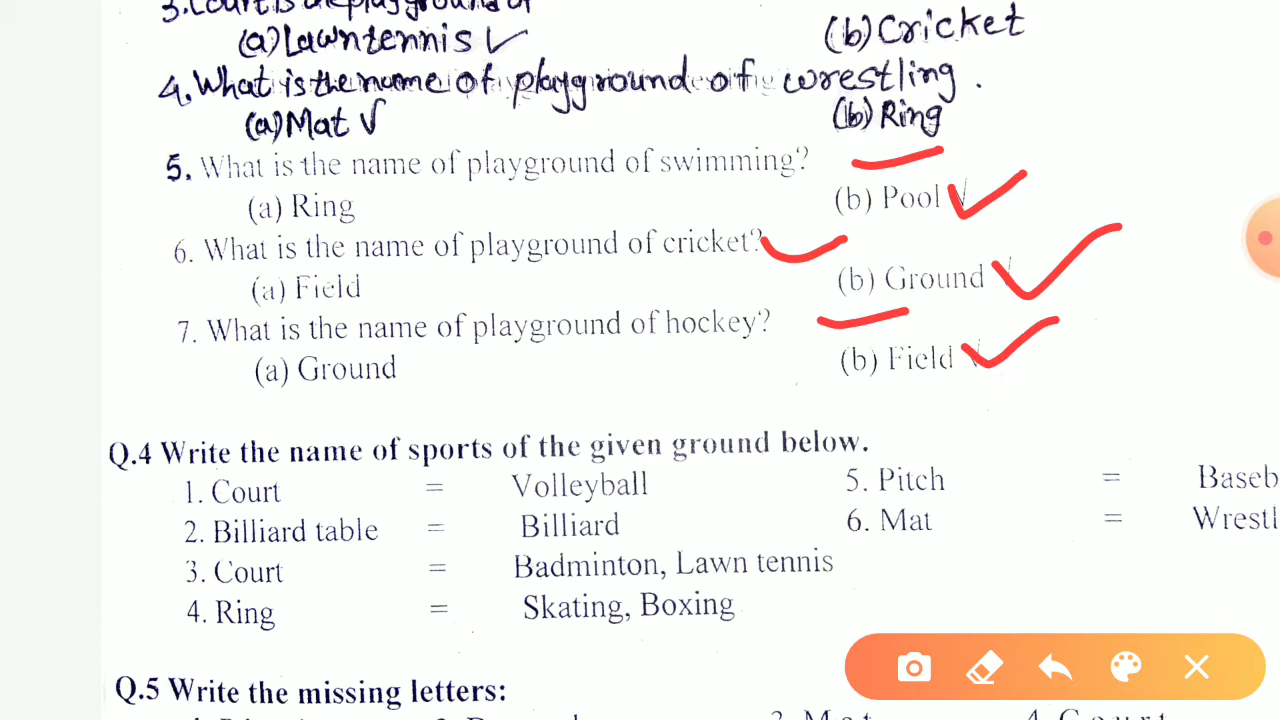 3. Court is the playground of
(a) Lawn tennis ✓ (b) Cricket
4. What is the name of playground of wrestling.
(a) Mat ✓ (b) Ring
5. What is the name of playground of swimming?
(a) Ring (b) Pool ✓
6. What is the name of playground of cricket?
(a) Field (b) Ground ✓
7. What is the name of playground of hockey?
(a) Ground (b) Field ✓
Q.4 Write the name of sports of the given ground below.
1. Court = Volleyball 5. Pitch = Baseb
2. Billiard table = Billiard 6. Mat = Wrestl
3. Court = Badminton, Lawn tennis
4. Ring = Skating, Boxing
Q.5 Write the missing letters: